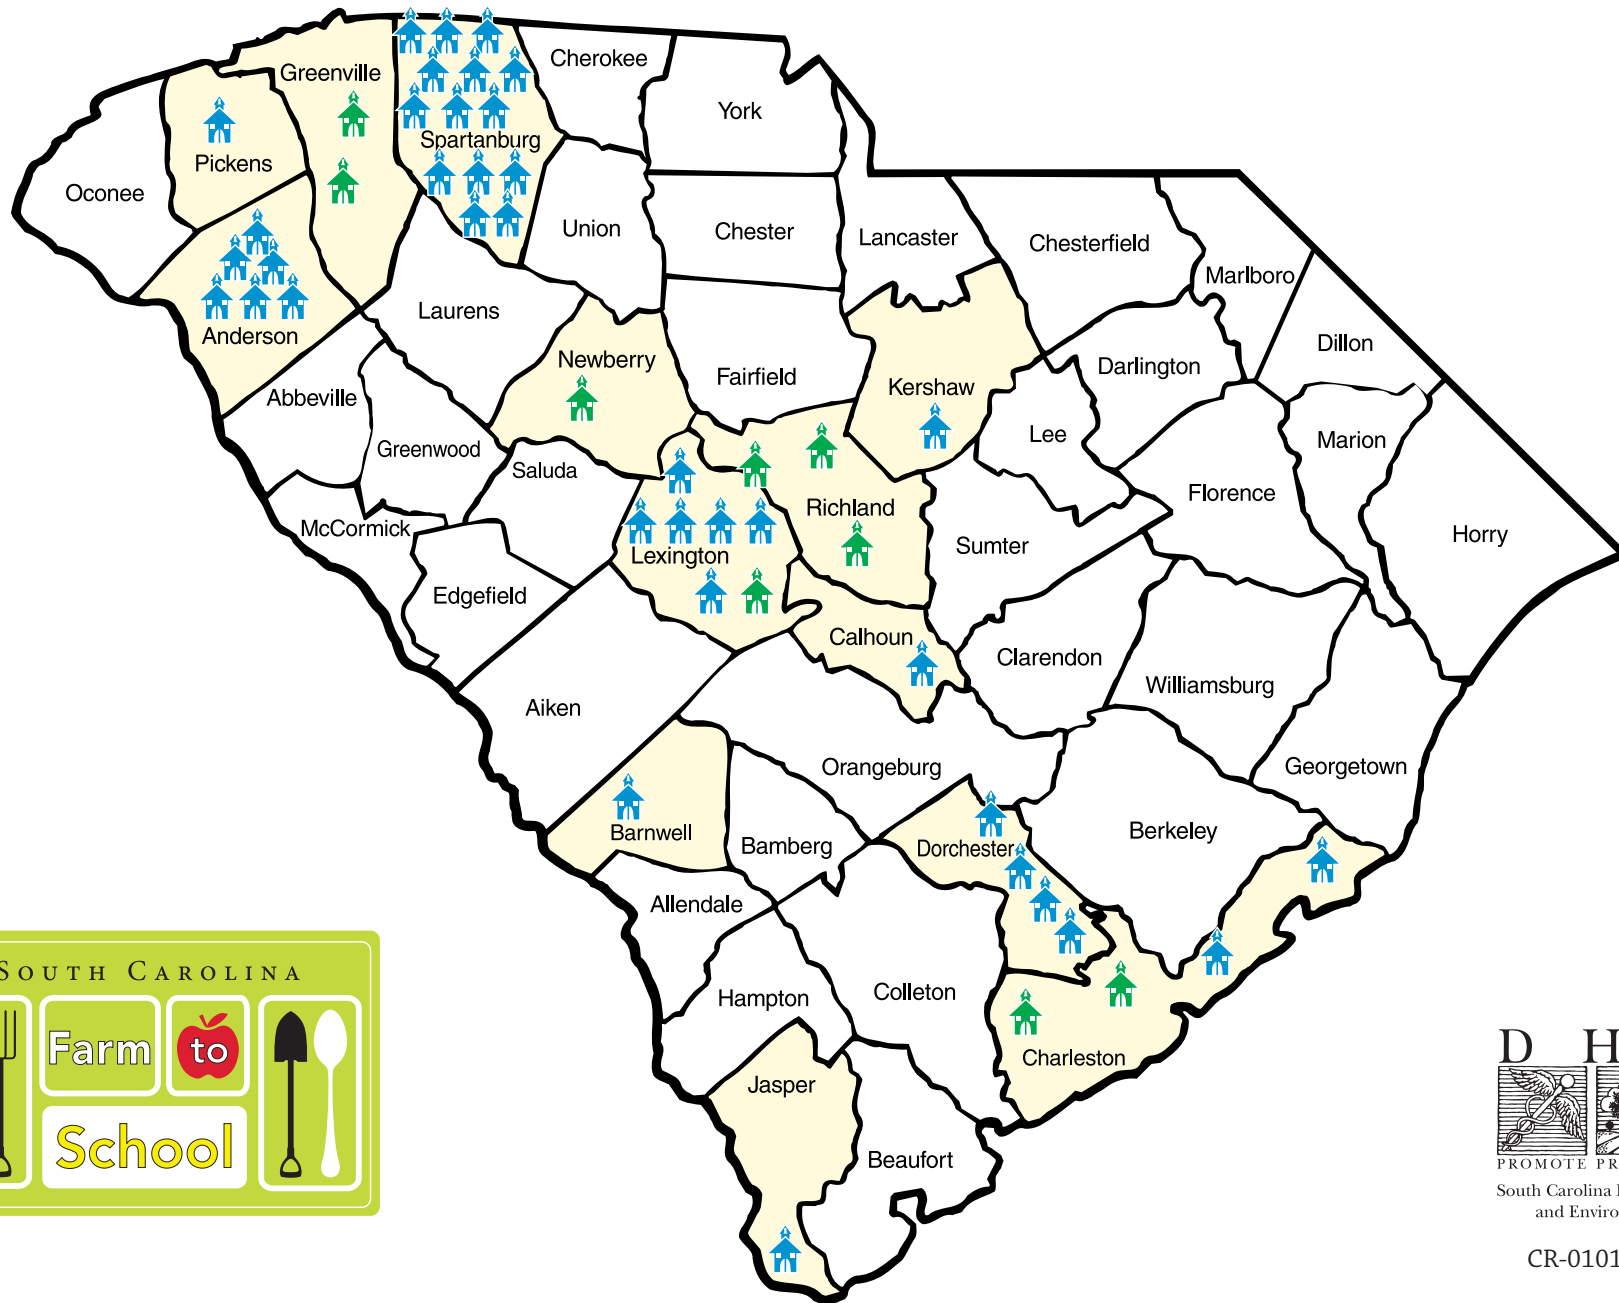 Cherokee
Greenville
York
Spartanburg
Pickens
Oconee
Union
Chester
Lancaster
Chesterfield
Marlboro
Laurens
Anderson
Dillon
Newberry
Fairfield
Darlington
Kershaw
Abbeville
Lee
Marion
Greenwood
Saluda
Florence
Richland
McCormick
Horry
Sumter
Lexington
Edgefield
Calhoun
Clarendon
Williamsburg
Aiken
Orangeburg
Georgetown
Barnwell
Berkeley
Bamberg
Dorchester
Allendale
Hampton
Colleton
Charleston
Jasper
Beaufort
SOUTH CAROLINA
Farm to
School
D H
PROMOTE PR
South Carolina
and Enviro
CR-0101